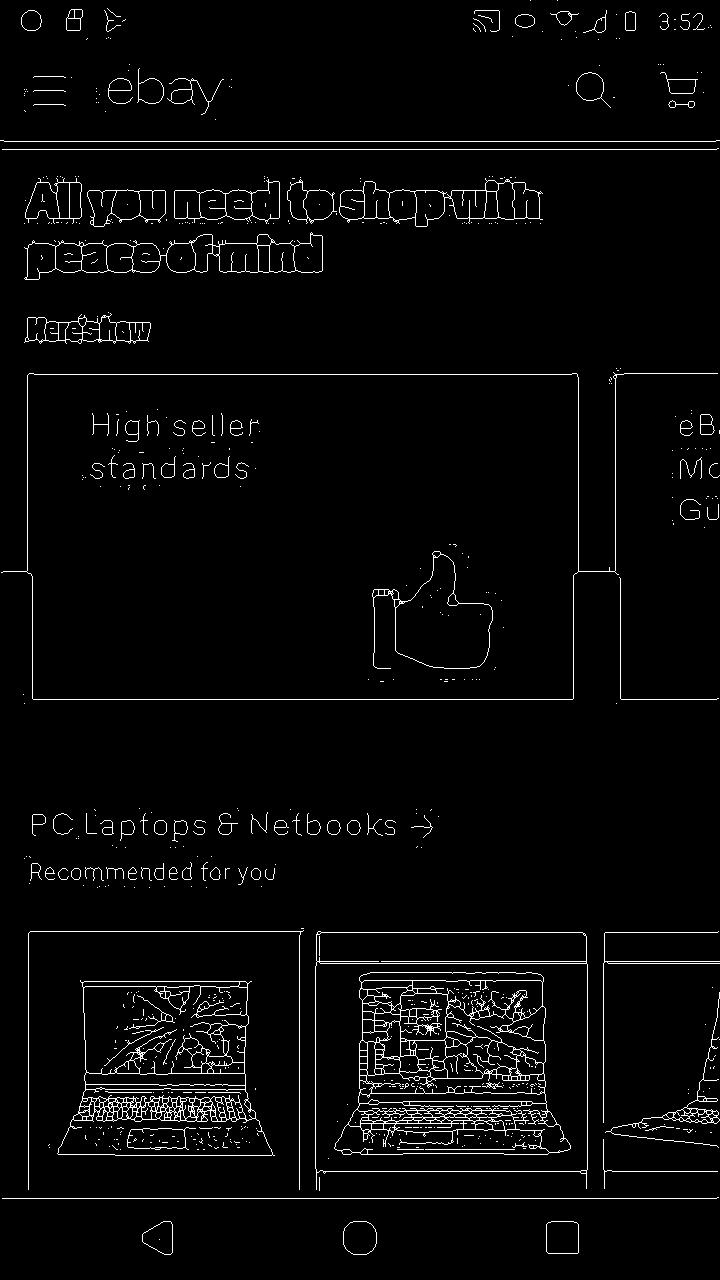 3:52
ebay
All you need to shop with
peace of mind
Here's how
High seller
standards
eB
Mo
Gu
PC Laptops & Netbooks →
Recommended for you